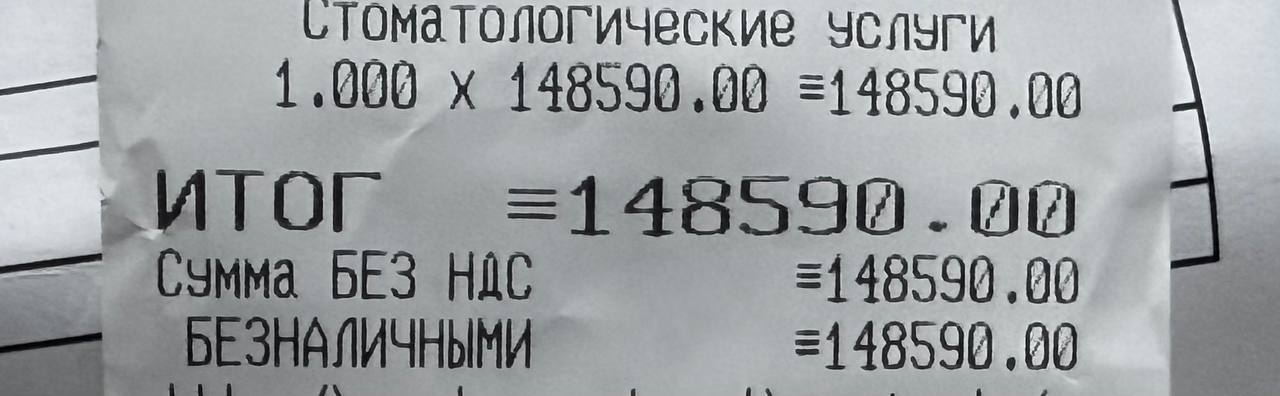 Стоматологические услуги
1.000 х 148590.00 ≡148590.00
ИТОГ ≡148590.00
Сумма БЕЗ НДС ≡148590.00
БЕЗНАЛИЧНЫМИ ≡148590.00